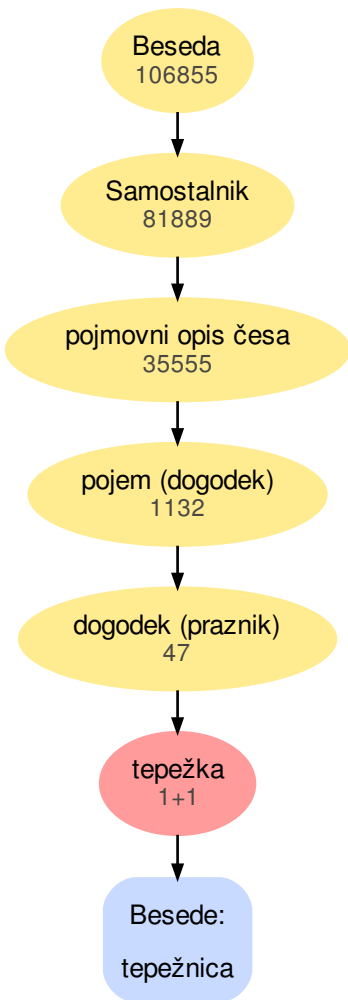 Beseda
106855
Samostalnik
81889
pojmovni opis česa
35555
pojem (dogodek)
1132
dogodek (praznik)
47
tepežka
1+1
Besede:
tepežnica